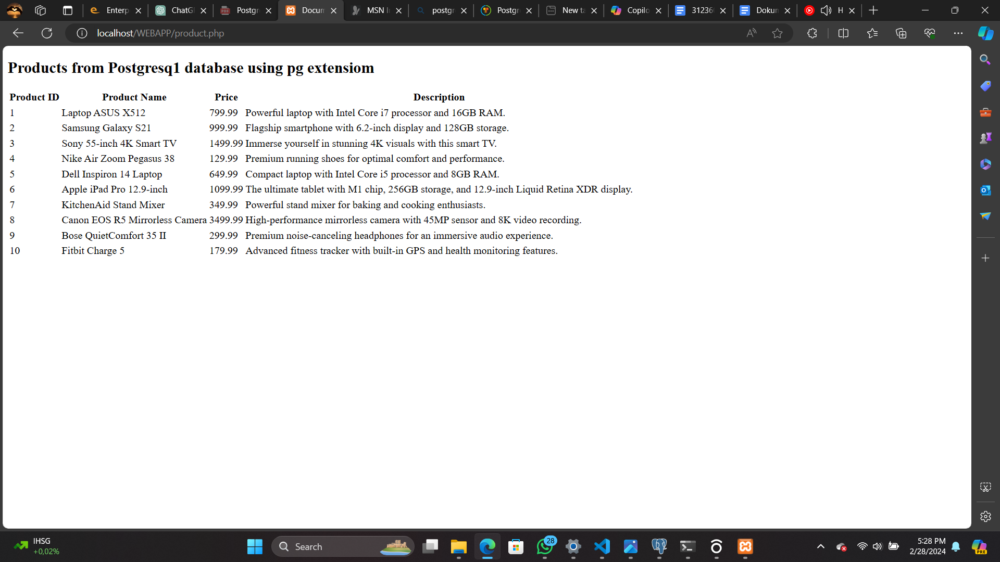 Enterp
ChatG
Postgr
Docum
MSN I
postgr
Postgr
New ta
Copilo
31236
Dokun
H
localhost/WEBAPP/product.php
Products from Postgresq1 database using pg extensiom
Product ID Product Name Price Description
1 Laptop ASUS X512 799.99 Powerful laptop with Intel Core i7 processor and 16GB RAM.
2 Samsung Galaxy S21 999.99 Flagship smartphone with 6.2-inch display and 128GB storage.
3 Sony 55-inch 4K Smart TV 1499.99 Immerse yourself in stunning 4K visuals with this smart TV.
4 Nike Air Zoom Pegasus 38 129.99 Premium running shoes for optimal comfort and performance.
5 Dell Inspiron 14 Laptop 649.99 Compact laptop with Intel Core i5 processor and 8GB RAM.
6 Apple iPad Pro 12.9-inch 1099.99 The ultimate tablet with M1 chip, 256GB storage, and 12.9-inch Liquid Retina XDR display.
7 KitchenAid Stand Mixer 349.99 Powerful stand mixer for baking and cooking enthusiasts.
8 Canon EOS R5 Mirrorless Camera 3499.99 High-performance mirrorless camera with 45MP sensor and 8K video recording.
9 Bose QuietComfort 35 II 299.99 Premium noise-canceling headphones for an immersive audio experience.
10 Fitbit Charge 5 179.99 Advanced fitness tracker with built-in GPS and health monitoring features.
IHSG
+0,02%
Search
28
5:28 PM
2/28/2024
PRE